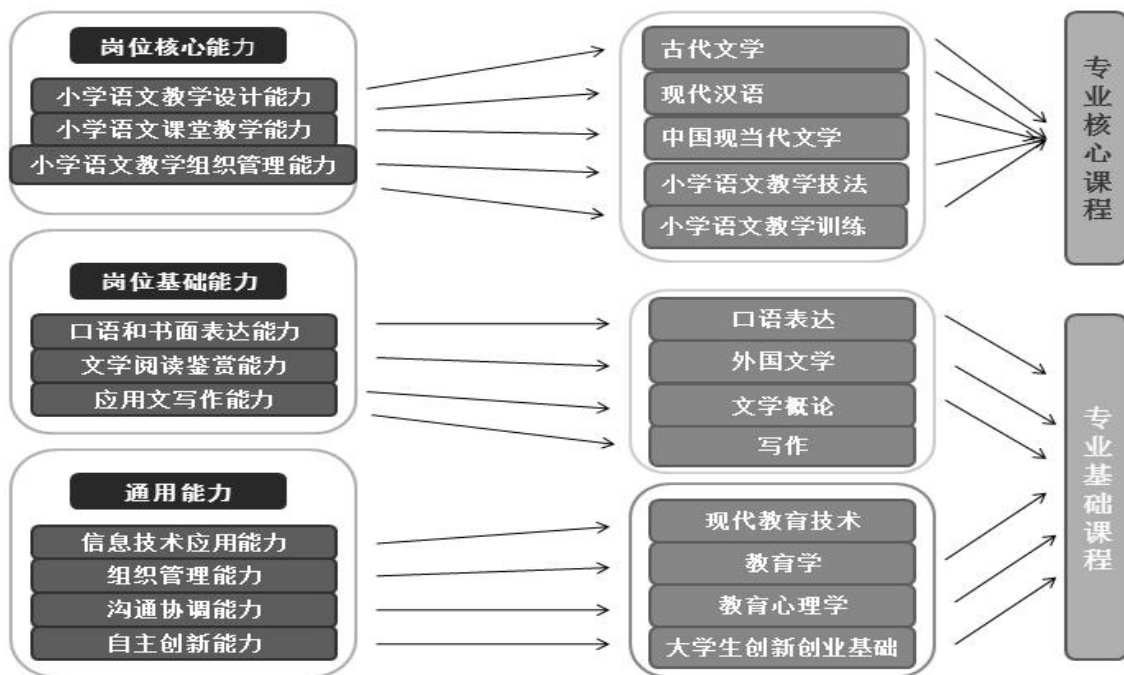 岗位核心能力
小学语文教学设计能力
小学语文课堂教学能力
小学语文教学组织管理能力
古代文学
现代汉语
中国现当代文学
小学语文教学技法
小学语文教学训练
专业核心课程
岗位基础能力
口语和书面表达能力
文学阅读鉴赏能力
应用文写作能力
口语表达
外国文学
文学概论
写作
通用能力
信息技术应用能力
组织管理能力
沟通协调能力
自主创新能力
现代教育技术
教育学
教育心理学
大学生创新创业基础
专业基础课程